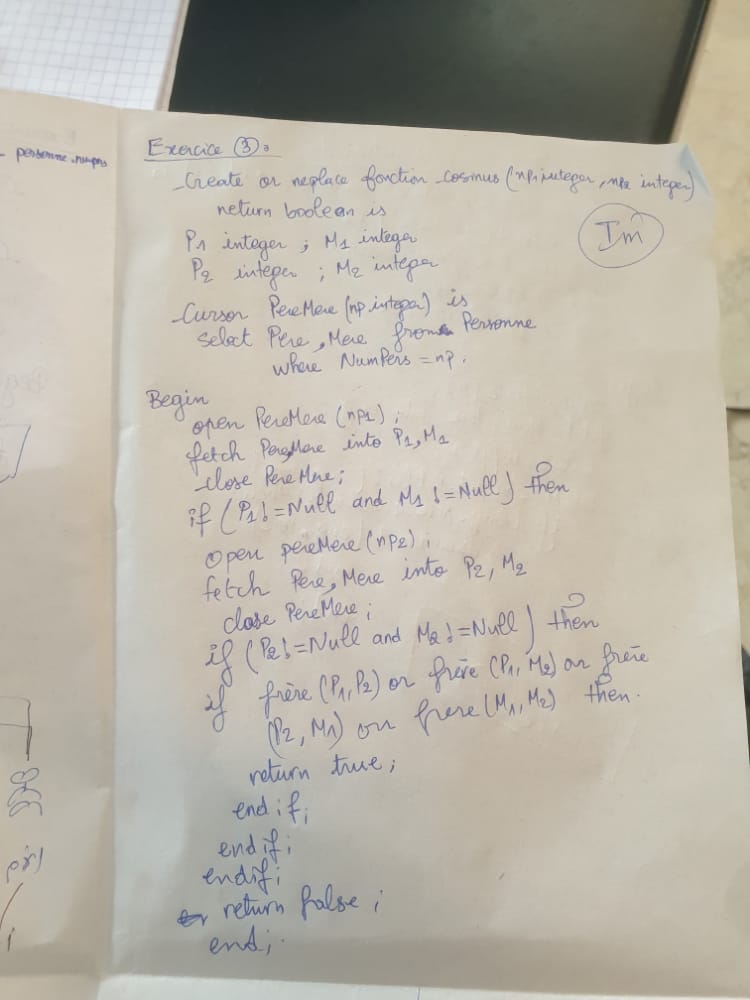 personne.numpers
Exercice ③:
Create or replace fonction cosmus (np1 integer, np2 integer)
return boolean is
Im
P1 integer ; M1 integer
P2 integer ; M2 integer
Cursor PereMere (np integer) is
select Père, Mere from Personne
where NumPers = np.
Begin
open PereMere (np1) ;
fetch PereMere into P1, M1
close PereMere ;
if (P1 != Null and M1 != Null) then
open pereMere (np2) ;
fetch Pere, Mere into P2, M2
close PereMere ;
if (P2 != Null and M2 != Null) then
if frère (P1, P2) or frère (P1, M2) or frère
(P2, M1) or frere (M1, M2) then.
return true ;
end if ;
end if ;
endif ;
return false ;
end ;.